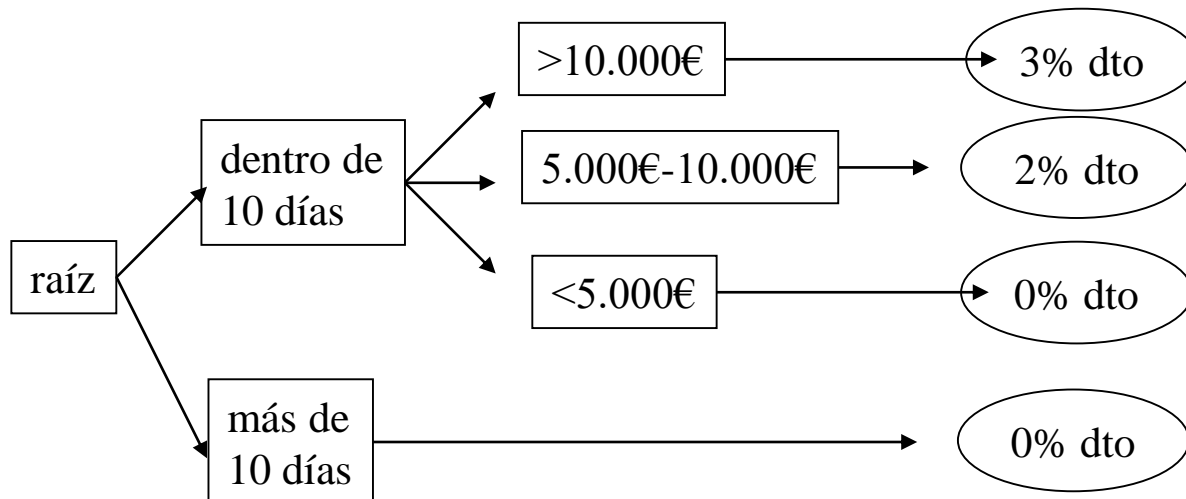 >10.000€
3% dto
dentro de
10 días
5.000€-10.000€
2% dto
raíz
<5.000€
0% dto
más de
10 días
0% dto